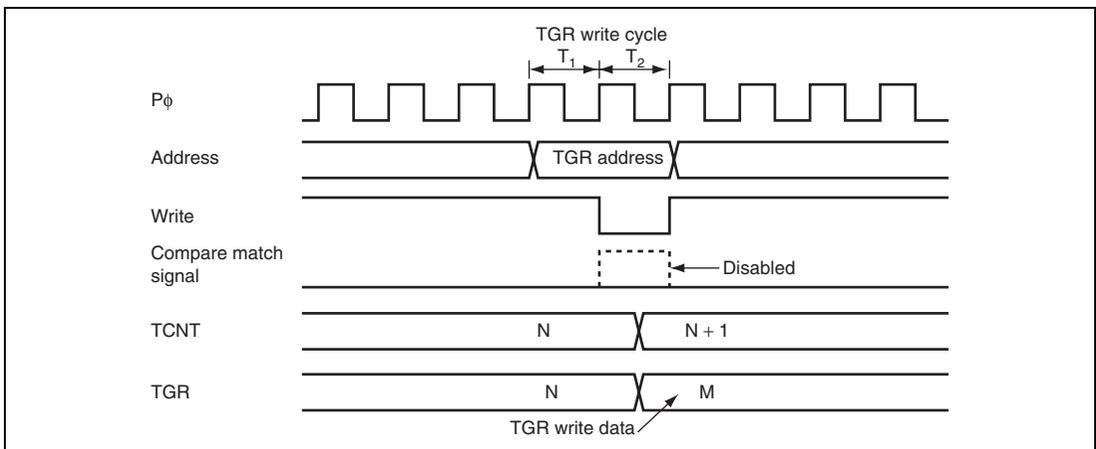 TGR write cycle
T1 T2
Pφ
Address TGR address
Write
Compare match
signal
Disabled
TCNT N N + 1
TGR N M
TGR write data